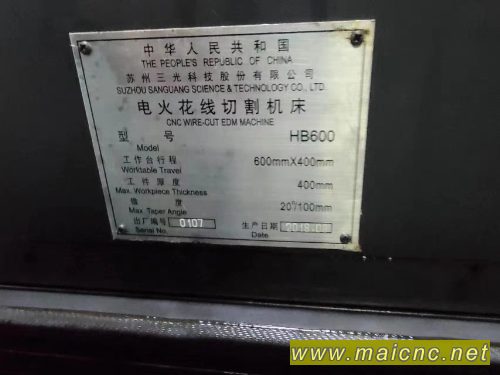 中华人民共和国
THE PEOPLE'S REPUBLIC OF CHINA
苏州三光科技股份有限公司
SUZHOU SANGUANG SCIENCE & TECHNOLOGY CO., LTD.
电火花线切割机床
CNC WIRE-CUT EDM MACHINE
型 号 HB600
Model
工作台行程 600mmX400mm
Worktable Travel
工件厚度 400mm
Max. Workpiece Thickness
锥度 20°/100mm
Max Taper Angle
出厂编号 0107 生产日期
Serial No. Date
www.maicnc.net